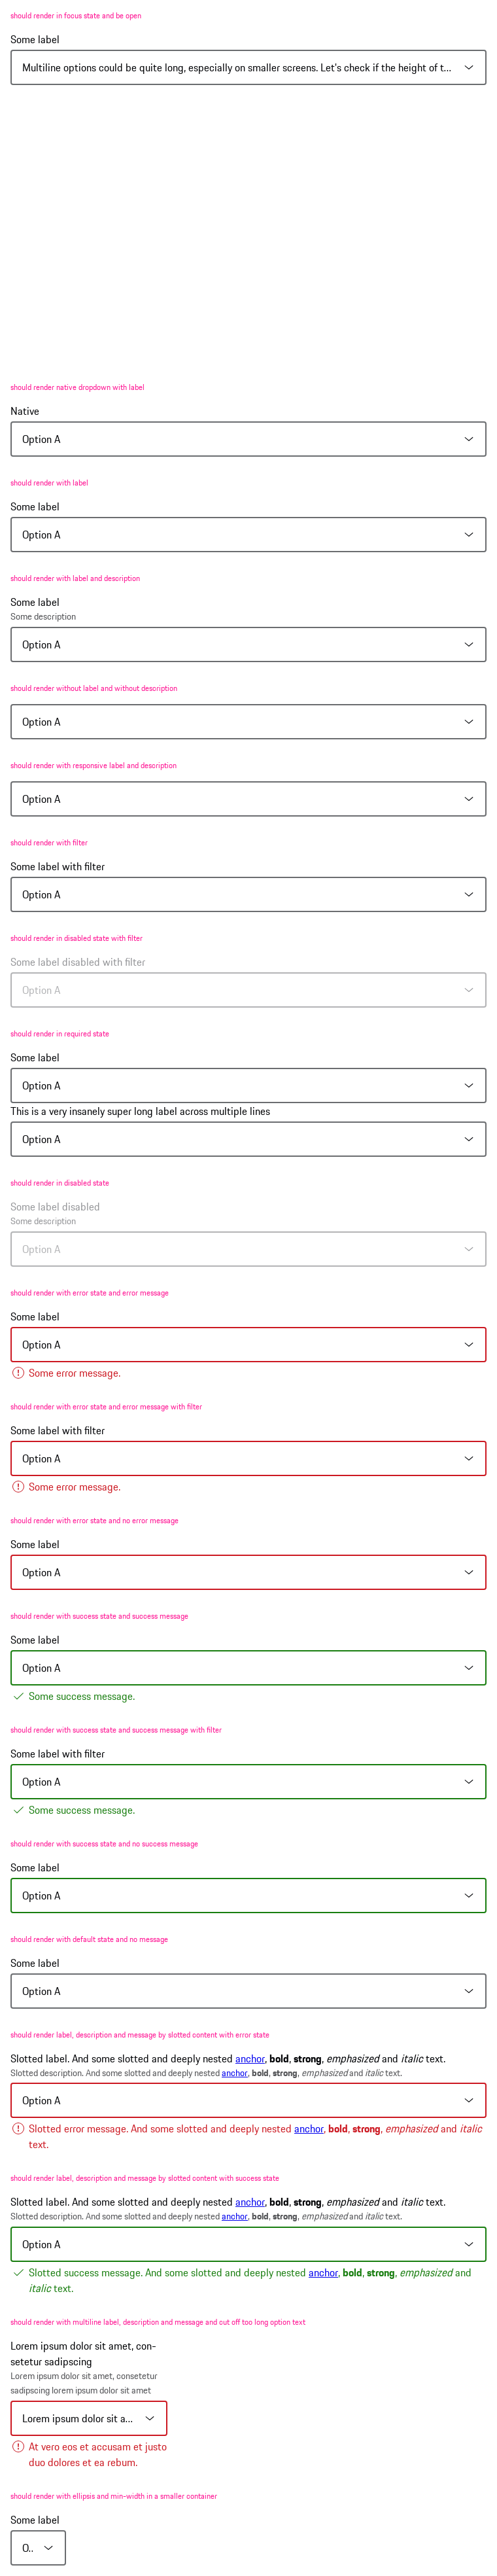 should render in focus state and be open
Some label
Multiline options could be quite long, especially on smaller screens. Let's check if the height of t...
should render native dropdown with label
Native
Option A
should render with label
Some label
Option A
should render with label and description
Some label
Some description
Option A
should render without label and without description
Option A
should render with responsive label and description
Option A
should render with filter
Some label with filter
Option A
should render in disabled state with filter
Some label disabled with filter
Option A
should render in required state
Some label
Option A
This is a very insanely super long label across multiple lines
Option A
should render in disabled state
Some label disabled
Some description
Option A
should render with error state and error message
Some label
Option A
Some error message.
should render with error state and error message with filter
Some label with filter
Option A
Some error message.
should render with error state and no error message
Some label
Option A
should render with success state and success message
Some label
Option A
Some success message.
should render with success state and success message with filter
Some label with filter
Option A
Some success message.
should render with success state and no success message
Some label
Option A
should render with default state and no message
Some label
Option A
should render label, description and message by slotted content with error state
Slotted label. And some slotted and deeply nested anchor, bold, strong, emphasized and italic text.
Slotted description. And some slotted and deeply nested anchor, bold, strong, emphasized and italic text.
Option A
Slotted error message. And some slotted and deeply nested anchor, bold, strong, emphasized and italic
text.
should render label, description and message by slotted content with success state
Slotted label. And some slotted and deeply nested anchor, bold, strong, emphasized and italic text.
Slotted description. And some slotted and deeply nested anchor, bold, strong, emphasized and italic text.
Option A
Slotted success message. And some slotted and deeply nested anchor, bold, strong, emphasized and
italic text.
should render with multiline label, description and message and cut off too long option text
Lorem ipsum dolor sit amet, con-
setetur sadipscing
Lorem ipsum dolor sit amet, consetetur
sadipscing lorem ipsum dolor sit amet
Lorem ipsum dolor sit a...
At vero eos et accusam et justo
duo dolores et ea rebum.
should render with ellipsis and min-width in a smaller container
Some label
O..